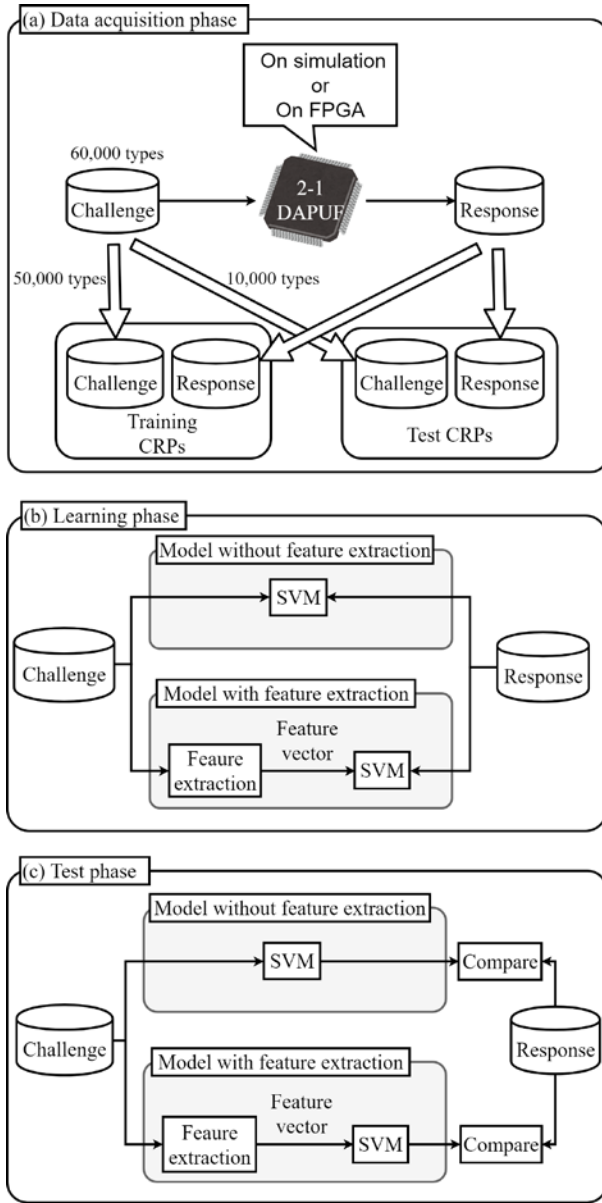 (a) Data acquisition phase
On simulation
or
On FPGA
60,000 types
2-1
DAPUF
Challenge
Response
50,000 types
10,000 types
Challenge
Response
Challenge
Response
Training
CRPs
Test CRPs
(b) Learning phase
Model without feature extraction
SVM
Challenge
Response
Model with feature extraction
Feature
vector
Feaure
extraction
SVM
(c) Test phase
Model without feature extraction
SVM
Compare
Challenge
Response
Model with feature extraction
Feature
vector
Feaure
extraction
SVM
Compare